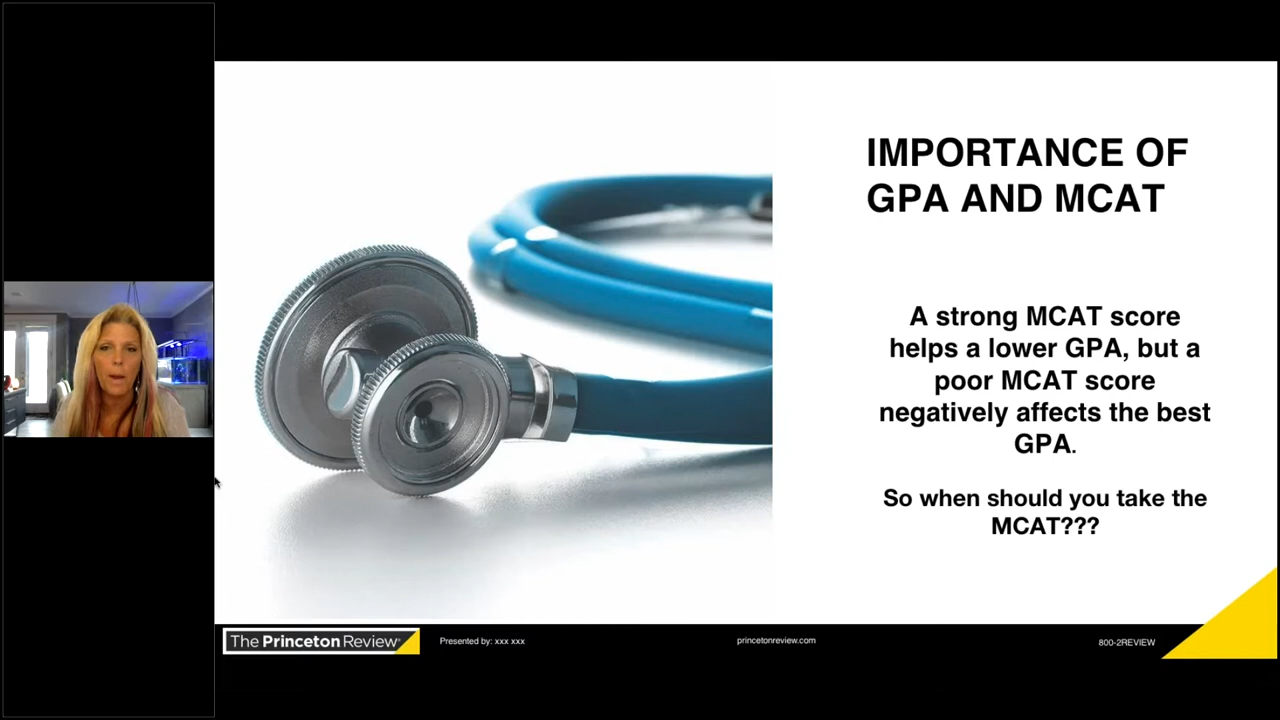 IMPORTANCE OF
GPA AND MCAT
A strong MCAT score
helps a lower GPA, but a
poor MCAT score
negatively affects the best
GPA.
So when should you take the
MCAT???
The Princeton Review
Presented by: xxx xxx
princetonreview.com
800-2REVIEW